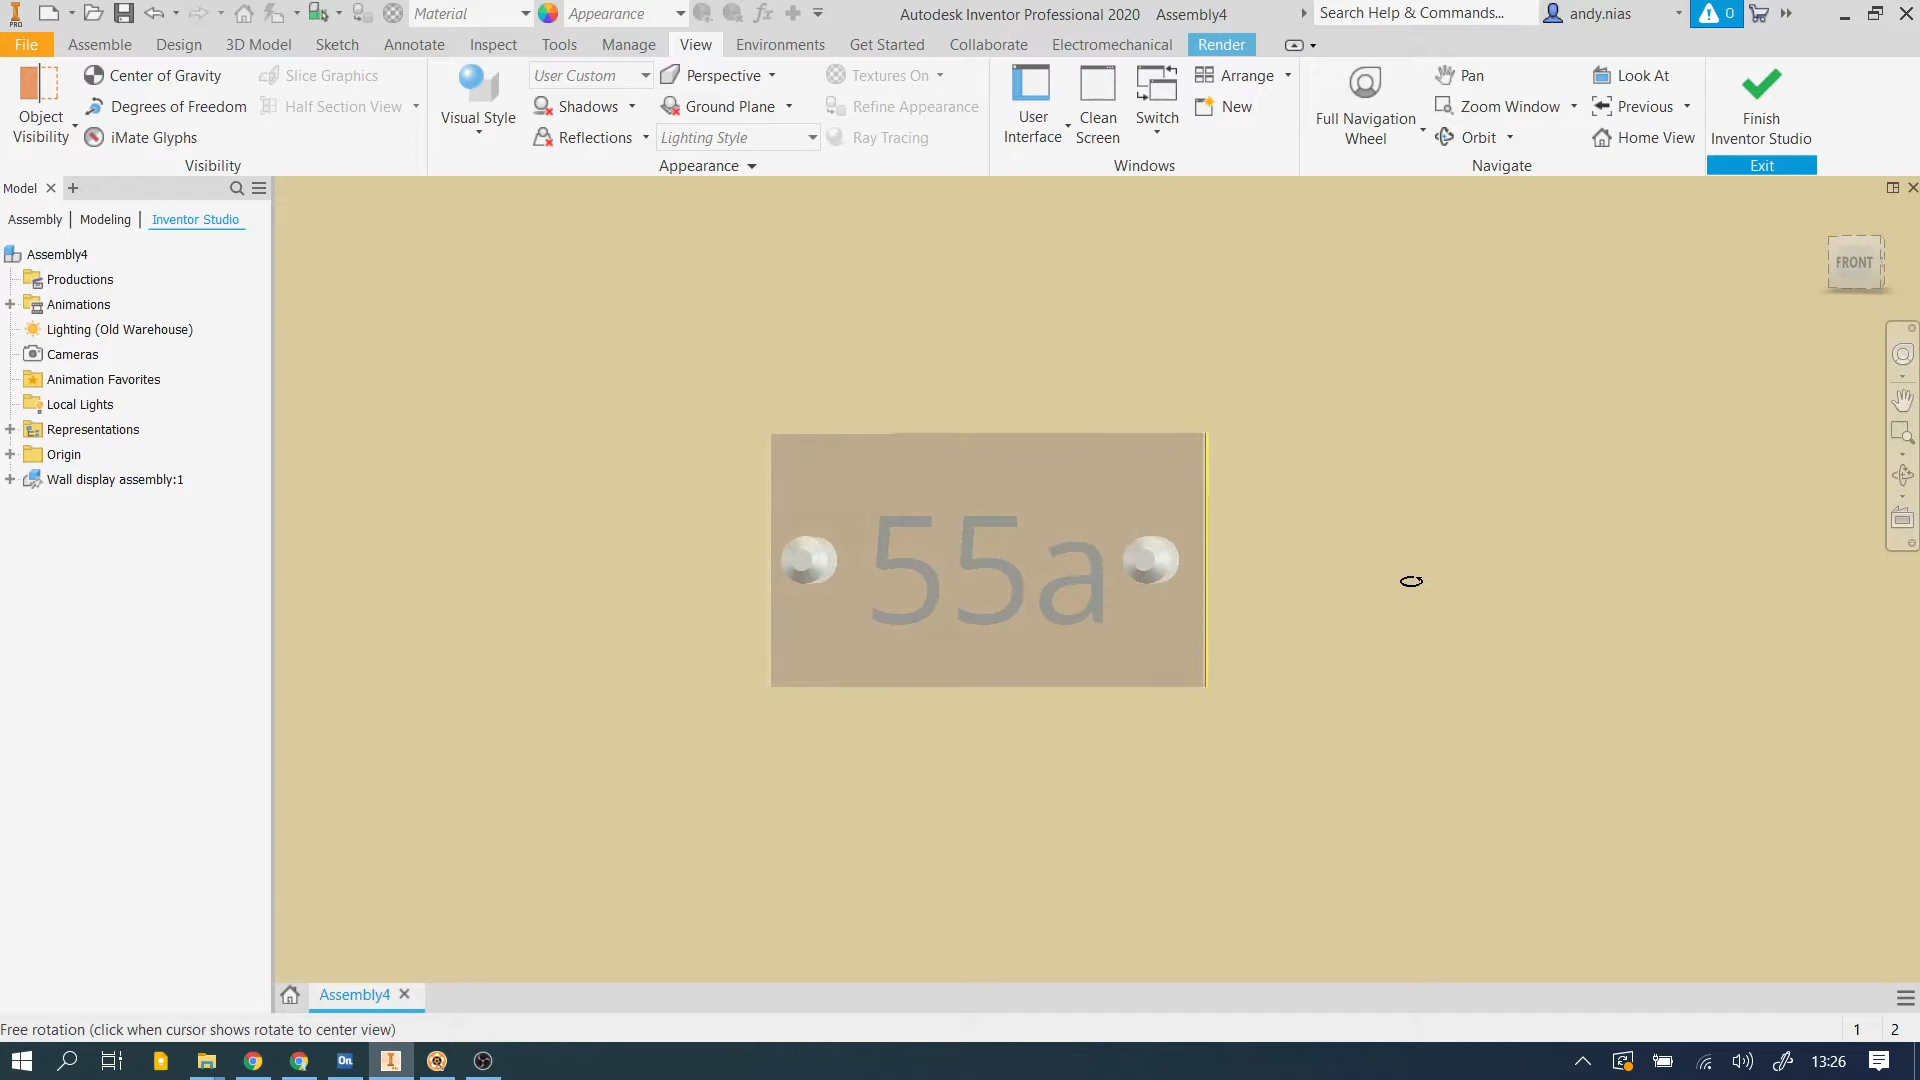 PRO
Material
Appearance
fx
Autodesk Inventor Professional 2020 Assembly4
Search Help & Commands...
andy.nias
0
File
Assemble
Design
3D Model
Sketch
Annotate
Inspect
Tools
Manage
View
Environments
Get Started
Collaborate
Electromechanical
Render
Object
Visibility
Center of Gravity
Degrees of Freedom
iMate Glyphs
Slice Graphics
Half Section View
Visibility
Visual Style
User Custom
Shadows
Reflections
Perspective
Ground Plane
Lighting Style
Textures On
Refine Appearance
Ray Tracing
Appearance
User
Interface
Clean
Screen
Switch
Arrange
New
Windows
Full Navigation
Wheel
Pan
Zoom Window
Orbit
Look At
Previous
Home View
Navigate
Finish
Inventor Studio
Exit
Model
Assembly
Modeling
Inventor Studio
Assembly4
Productions
Animations
Lighting (Old Warehouse)
Cameras
Animation Favorites
Local Lights
Representations
Origin
Wall display assembly:1
FRONT
55a
Assembly4
Free rotation (click when cursor shows rotate to center view)
1
2
On
13:26